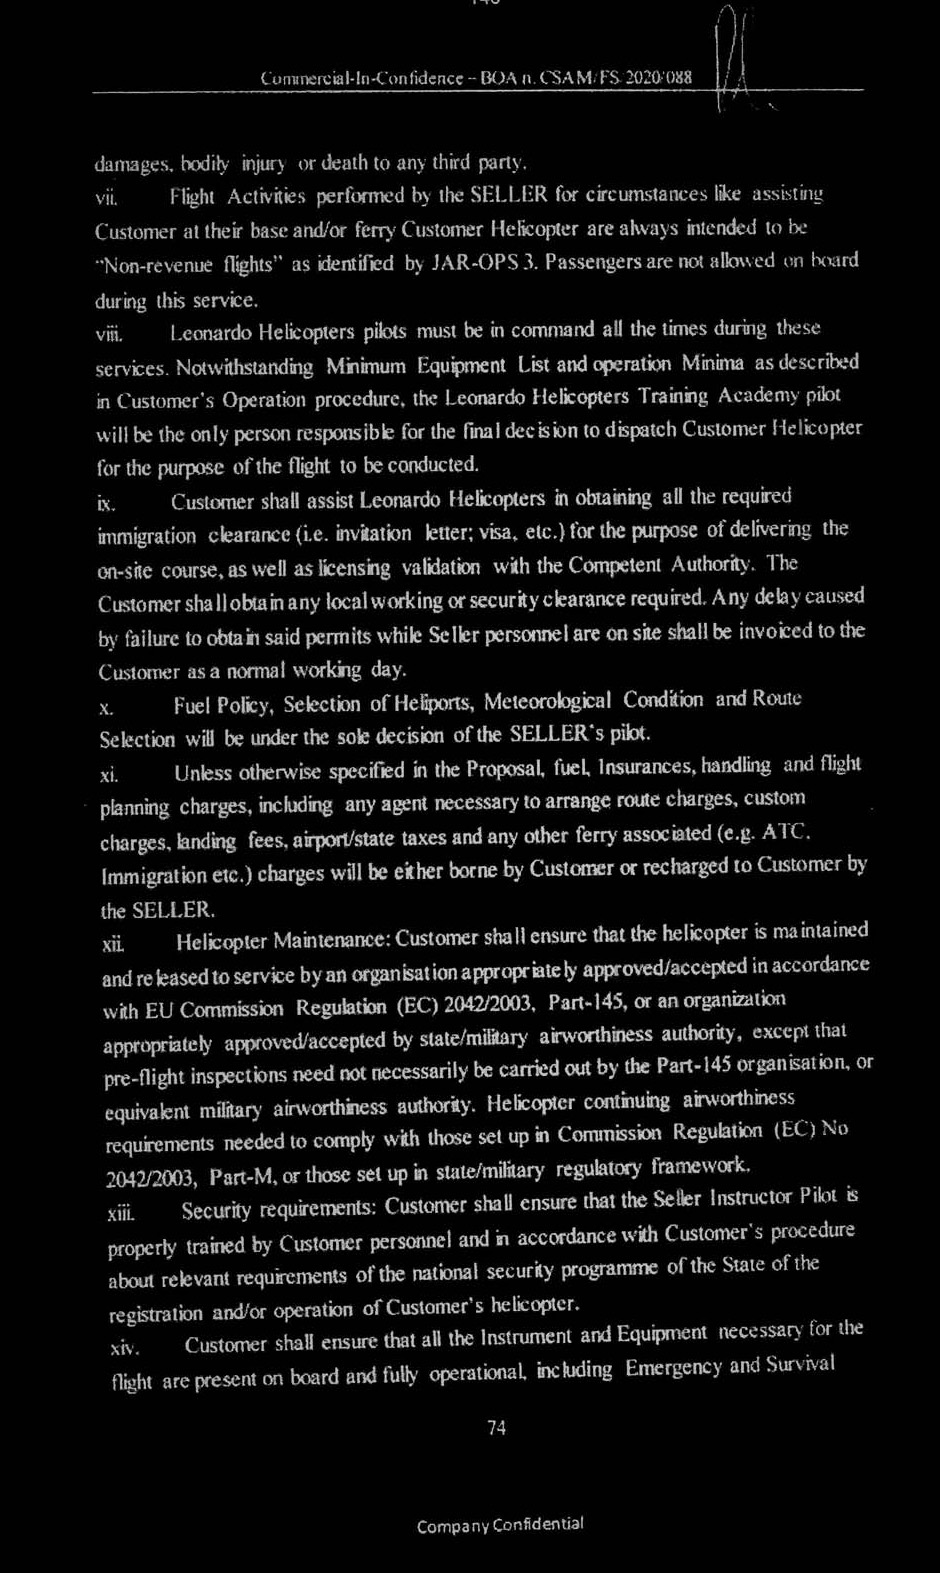 Commercial-In-Confidence – BOA n. CSAM/FS/2020/088
damages, bodily injury or death to any third party.
vii. Flight Activities performed by the SELLER for circumstances like assisting
Customer at their base and/or ferry Customer Helicopter are always intended to be
"Non-revenue flights" as identified by JAR-OPS 3. Passengers are not allowed on board
during this service.
viii. Leonardo Helicopters pilots must be in command all the times during these
services. Notwithstanding Minimum Equipment List and operation Minima as described
in Customer's Operation procedure, the Leonardo Helicopters Training Academy pilot
will be the only person responsible for the final decision to dispatch Customer Helicopter
for the purpose of the flight to be conducted.
ix. Customer shall assist Leonardo Helicopters in obtaining all the required
immigration clearance (i.e. invitation letter; visa, etc.) for the purpose of delivering the
on-site course, as well as licensing validation with the Competent Authority. The
Customer shall obtain any local working or security clearance required. Any delay caused
by failure to obtain said permits while Seller personnel are on site shall be invoiced to the
Customer as a normal working day.
x. Fuel Policy, Selection of Heliports, Meteorological Condition and Route
Selection will be under the sole decision of the SELLER's pilot.
xi. Unless otherwise specified in the Proposal, fuel, Insurances, handling and flight
planning charges, including any agent necessary to arrange route charges, custom
charges, landing fees, airport/state taxes and any other ferry associated (e.g. ATC.
Immigration etc.) charges will be either borne by Customer or recharged to Customer by
the SELLER.
xii. Helicopter Maintenance: Customer shall ensure that the helicopter is maintained
and released to service by an organisation appropriately approved/accepted in accordance
with EU Commission Regulation (EC) 2042/2003, Part-145, or an organization
appropriately approved/accepted by state/military airworthiness authority, except that
pre-flight inspections need not necessarily be carried out by the Part-145 organisation, or
equivalent military airworthiness authority. Helicopter continuing airworthiness
requirements needed to comply with those set up in Commission Regulation (EC) No
2042/2003, Part-M, or those set up in state/military regulatory framework.
xiii. Security requirements: Customer shall ensure that the Seller Instructor Pilot is
properly trained by Customer personnel and in accordance with Customer's procedure
about relevant requirements of the national security programme of the State of the
registration and/or operation of Customer's helicopter.
xiv. Customer shall ensure that all the Instrument and Equipment necessary for the
flight are present on board and fully operational, including Emergency and Survival
74
Company Confidential